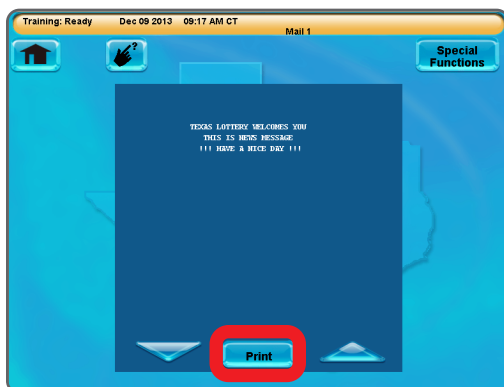 Training: Ready Dec 09 2013 09:17 AM CT
Mail 1
?
Special
Functions
TEXAS LOTTERY WELCOMES YOU
THIS IS NEWS MESSAGE
!!! HAVE A NICE DAY !!!
Print